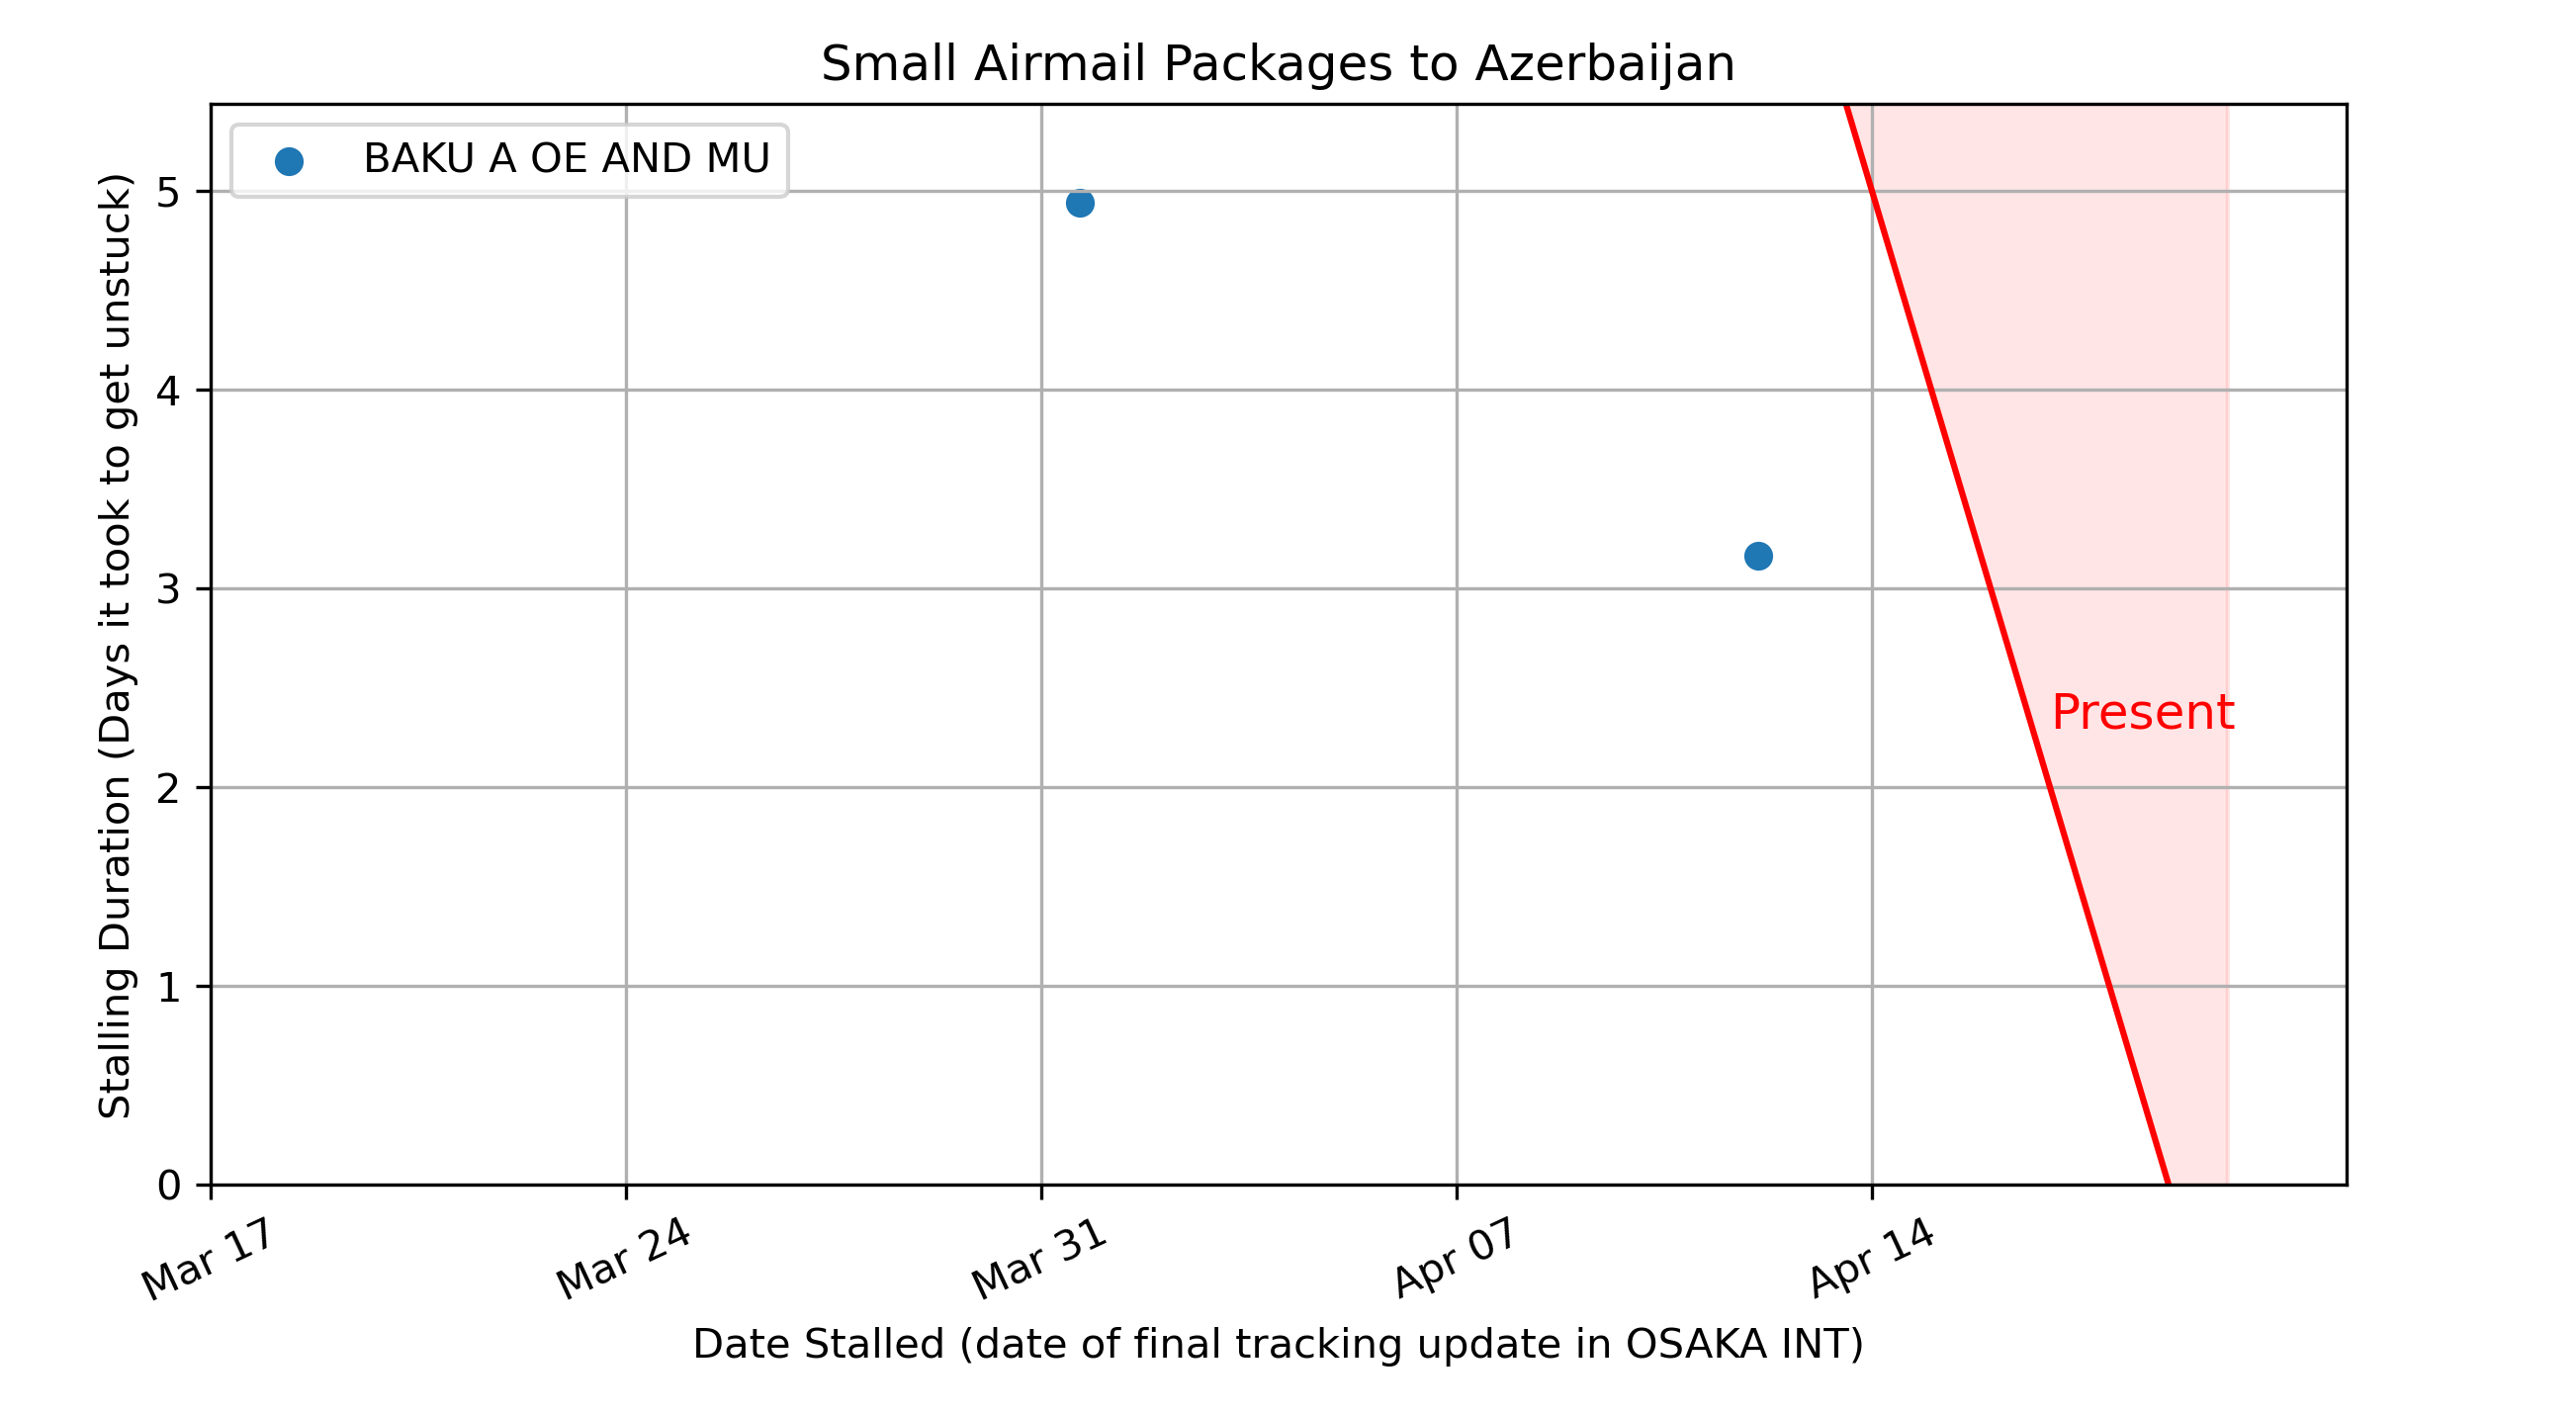 Small Airmail Packages to Azerbaijan
BAKU A OE AND MU
Stalling Duration (Days it took to get unstuck)
5
4
3
2
1
0
Present
Mar 17
Mar 24
Mar 31
Apr 07
Apr 14
Date Stalled (date of final tracking update in OSAKA INT)